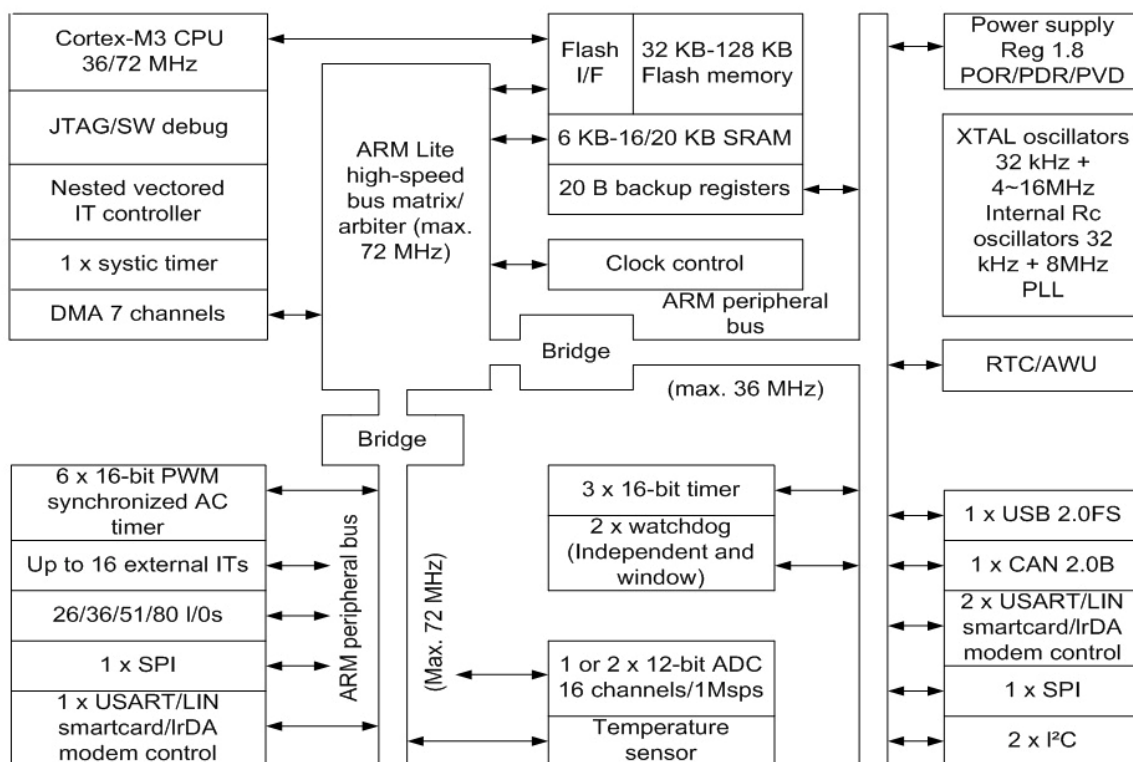 Cortex-M3 CPU
36/72 MHz
JTAG/SW debug
Nested vectored
IT controller
1 x systic timer
DMA 7 channels
ARM Lite
high-speed
bus matrix/
arbiter (max.
72 MHz)
Flash
I/F
32 KB-128 KB
Flash memory
6 KB-16/20 KB SRAM
20 B backup registers
Clock control
ARM peripheral
bus
Bridge
(max. 36 MHz)
Power supply
Reg 1.8
POR/PDR/PVD
XTAL oscillators
32 kHz +
4~16MHz
Internal Rc
oscillators 32
kHz + 8MHz
PLL
RTC/AWU
Bridge
6 x 16-bit PWM
synchronized AC
timer
Up to 16 external ITs
26/36/51/80 I/0s
1 x SPI
1 x USART/LIN
smartcard/IrDA
modem control
ARM peripheral bus
(Max. 72 MHz)
3 x 16-bit timer
2 x watchdog
(Independent and
window)
1 or 2 x 12-bit ADC
16 channels/1Msps
Temperature
sensor
1 x USB 2.0FS
1 x CAN 2.0B
2 x USART/LIN
smartcard/IrDA
modem control
1 x SPI
2 x I²C